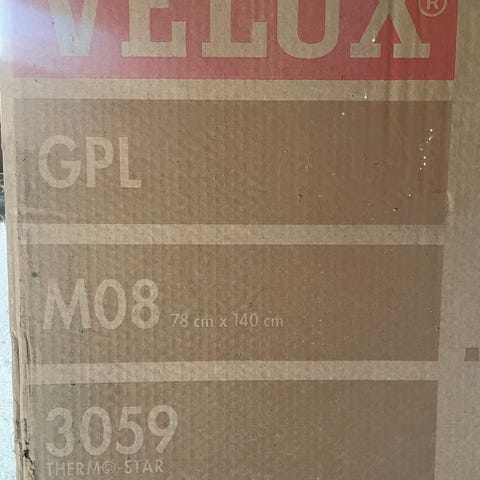 VELUX®
GPL
M08 78 cm x 140 cm
3059
THERMO-STAR